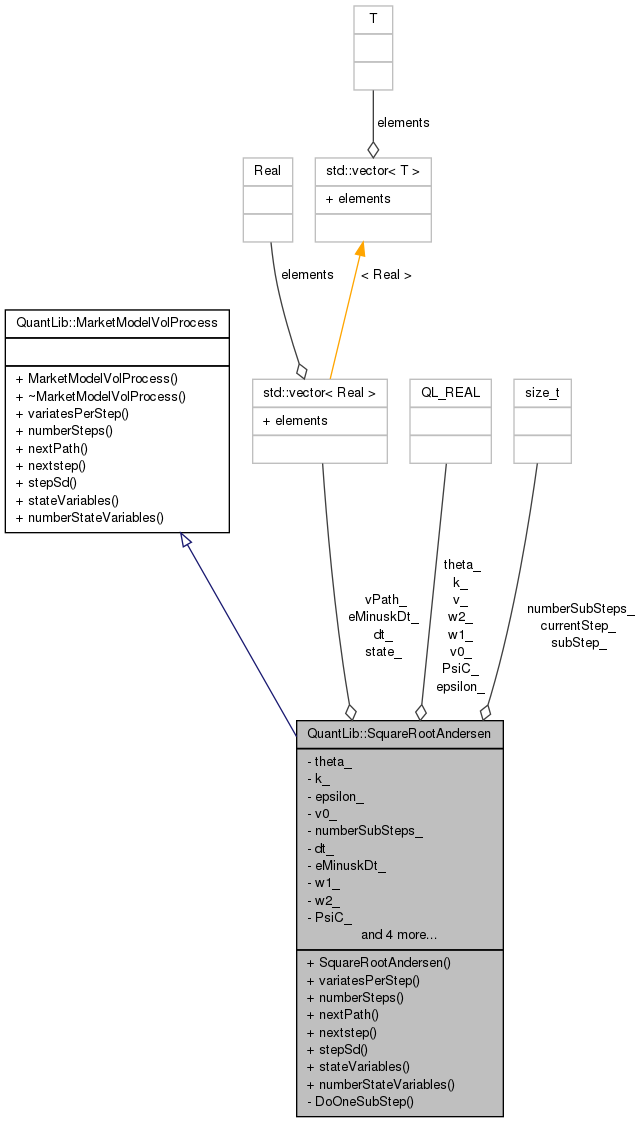 T
elements
Real
std::vector< T >
+ elements
elements
< Real >
QuantLib::MarketModelVolProcess
+ MarketModelVolProcess()
+ ~MarketModelVolProcess()
+ variatesPerStep()
+ numberSteps()
+ nextPath()
+ nextstep()
+ stepSd()
+ stateVariables()
+ numberStateVariables()
std::vector< Real >
+ elements
QL_REAL
size_t
vPath_
eMinuskDt_
dt_
state_
theta_
k_
v_
w2_
w1_
v0_
PsiC_
epsilon_
numberSubSteps_
currentStep_
subStep_
QuantLib::SquareRootAndersen
- theta_
- k_
- epsilon_
- v0_
- numberSubSteps_
- dt_
- eMinuskDt_
- w1_
- w2_
- PsiC_
and 4 more...
+ SquareRootAndersen()
+ variatesPerStep()
+ numberSteps()
+ nextPath()
+ nextstep()
+ stepSd()
+ stateVariables()
+ numberStateVariables()
- DoOneSubStep()